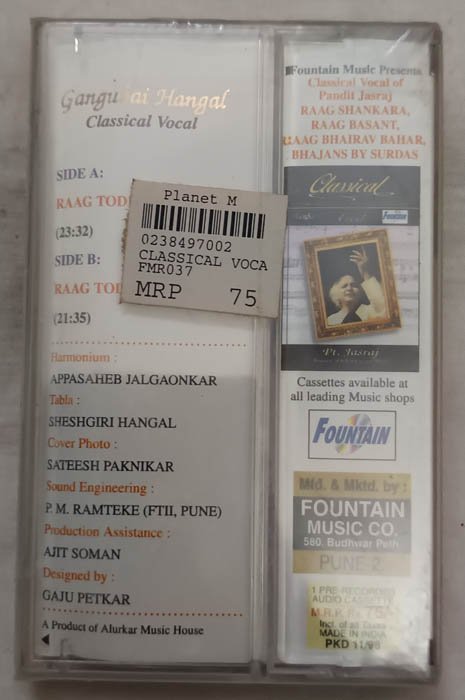 Gangubai Hangal
Classical Vocal
SIDE A:
RAAG TODI
(23:32)
SIDE B:
RAAG TODI
(21:35)
Harmonium :
APPASAHEB JALGAONKAR
Tabla :
SHESHGIRI HANGAL
Cover Photo :
SATEESH PAKNIKAR
Sound Engineering :
P. M. RAMTEKE (FTII, PUNE)
Production Assistance :
AJIT SOMAN
Designed by :
GAJU PETKAR
A Product of Alurkar Music House
Planet M
0238497002
CLASSICAL VOCA
FMR037
MRP 75
Fountain Music Presents
Classical Vocal of
Pandit Jasraj
RAAG SHANKARA,
RAAG BASANT,
RAAG BHAIRAV BAHAR,
BHAJANS BY SURDAS
Classical
Vocal
Fountain
Pt. Jasraj
Cassettes available at
all leading Music shops
FOUNTAIN
Mfd. & Mktd. by :
FOUNTAIN
MUSIC CO.
580, Budhwar Peth,
PUNE-2
1 PRE-RECORDED
AUDIO CASSETTE
M.R.P. Rs. 75/-
Incl. of all Taxes
MADE IN INDIA
PKD 11/98